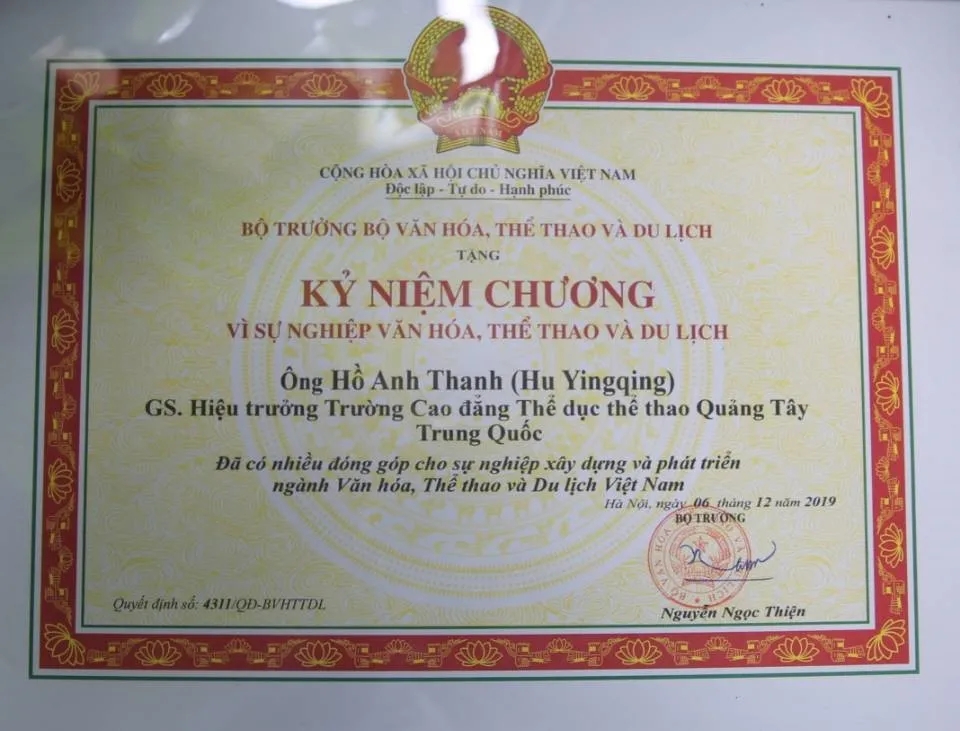 VIỆT NAM
CỘNG HÒA XÃ HỘI CHỦ NGHĨA VIỆT NAM
Độc lập - Tự do - Hạnh phúc
BỘ TRƯỞNG BỘ VĂN HÓA, THỂ THAO VÀ DU LỊCH
TẶNG
KỶ NIỆM CHƯƠNG
VÌ SỰ NGHIỆP VĂN HÓA, THỂ THAO VÀ DU LỊCH
Ông Hồ Anh Thanh (Hu Yingqing)
GS. Hiệu trưởng Trường Cao đẳng Thể dục thể thao Quảng Tây
Trung Quốc
Đã có nhiều đóng góp cho sự nghiệp xây dựng và phát triển
ngành Văn hóa, Thể thao và Du lịch Việt Nam
Hà Nội, ngày 06 tháng 12 năm 2019
BỘ TRƯỞNG
Quyết định số: 4311/QĐ-BVHTTDL
Nguyễn Ngọc Thiện